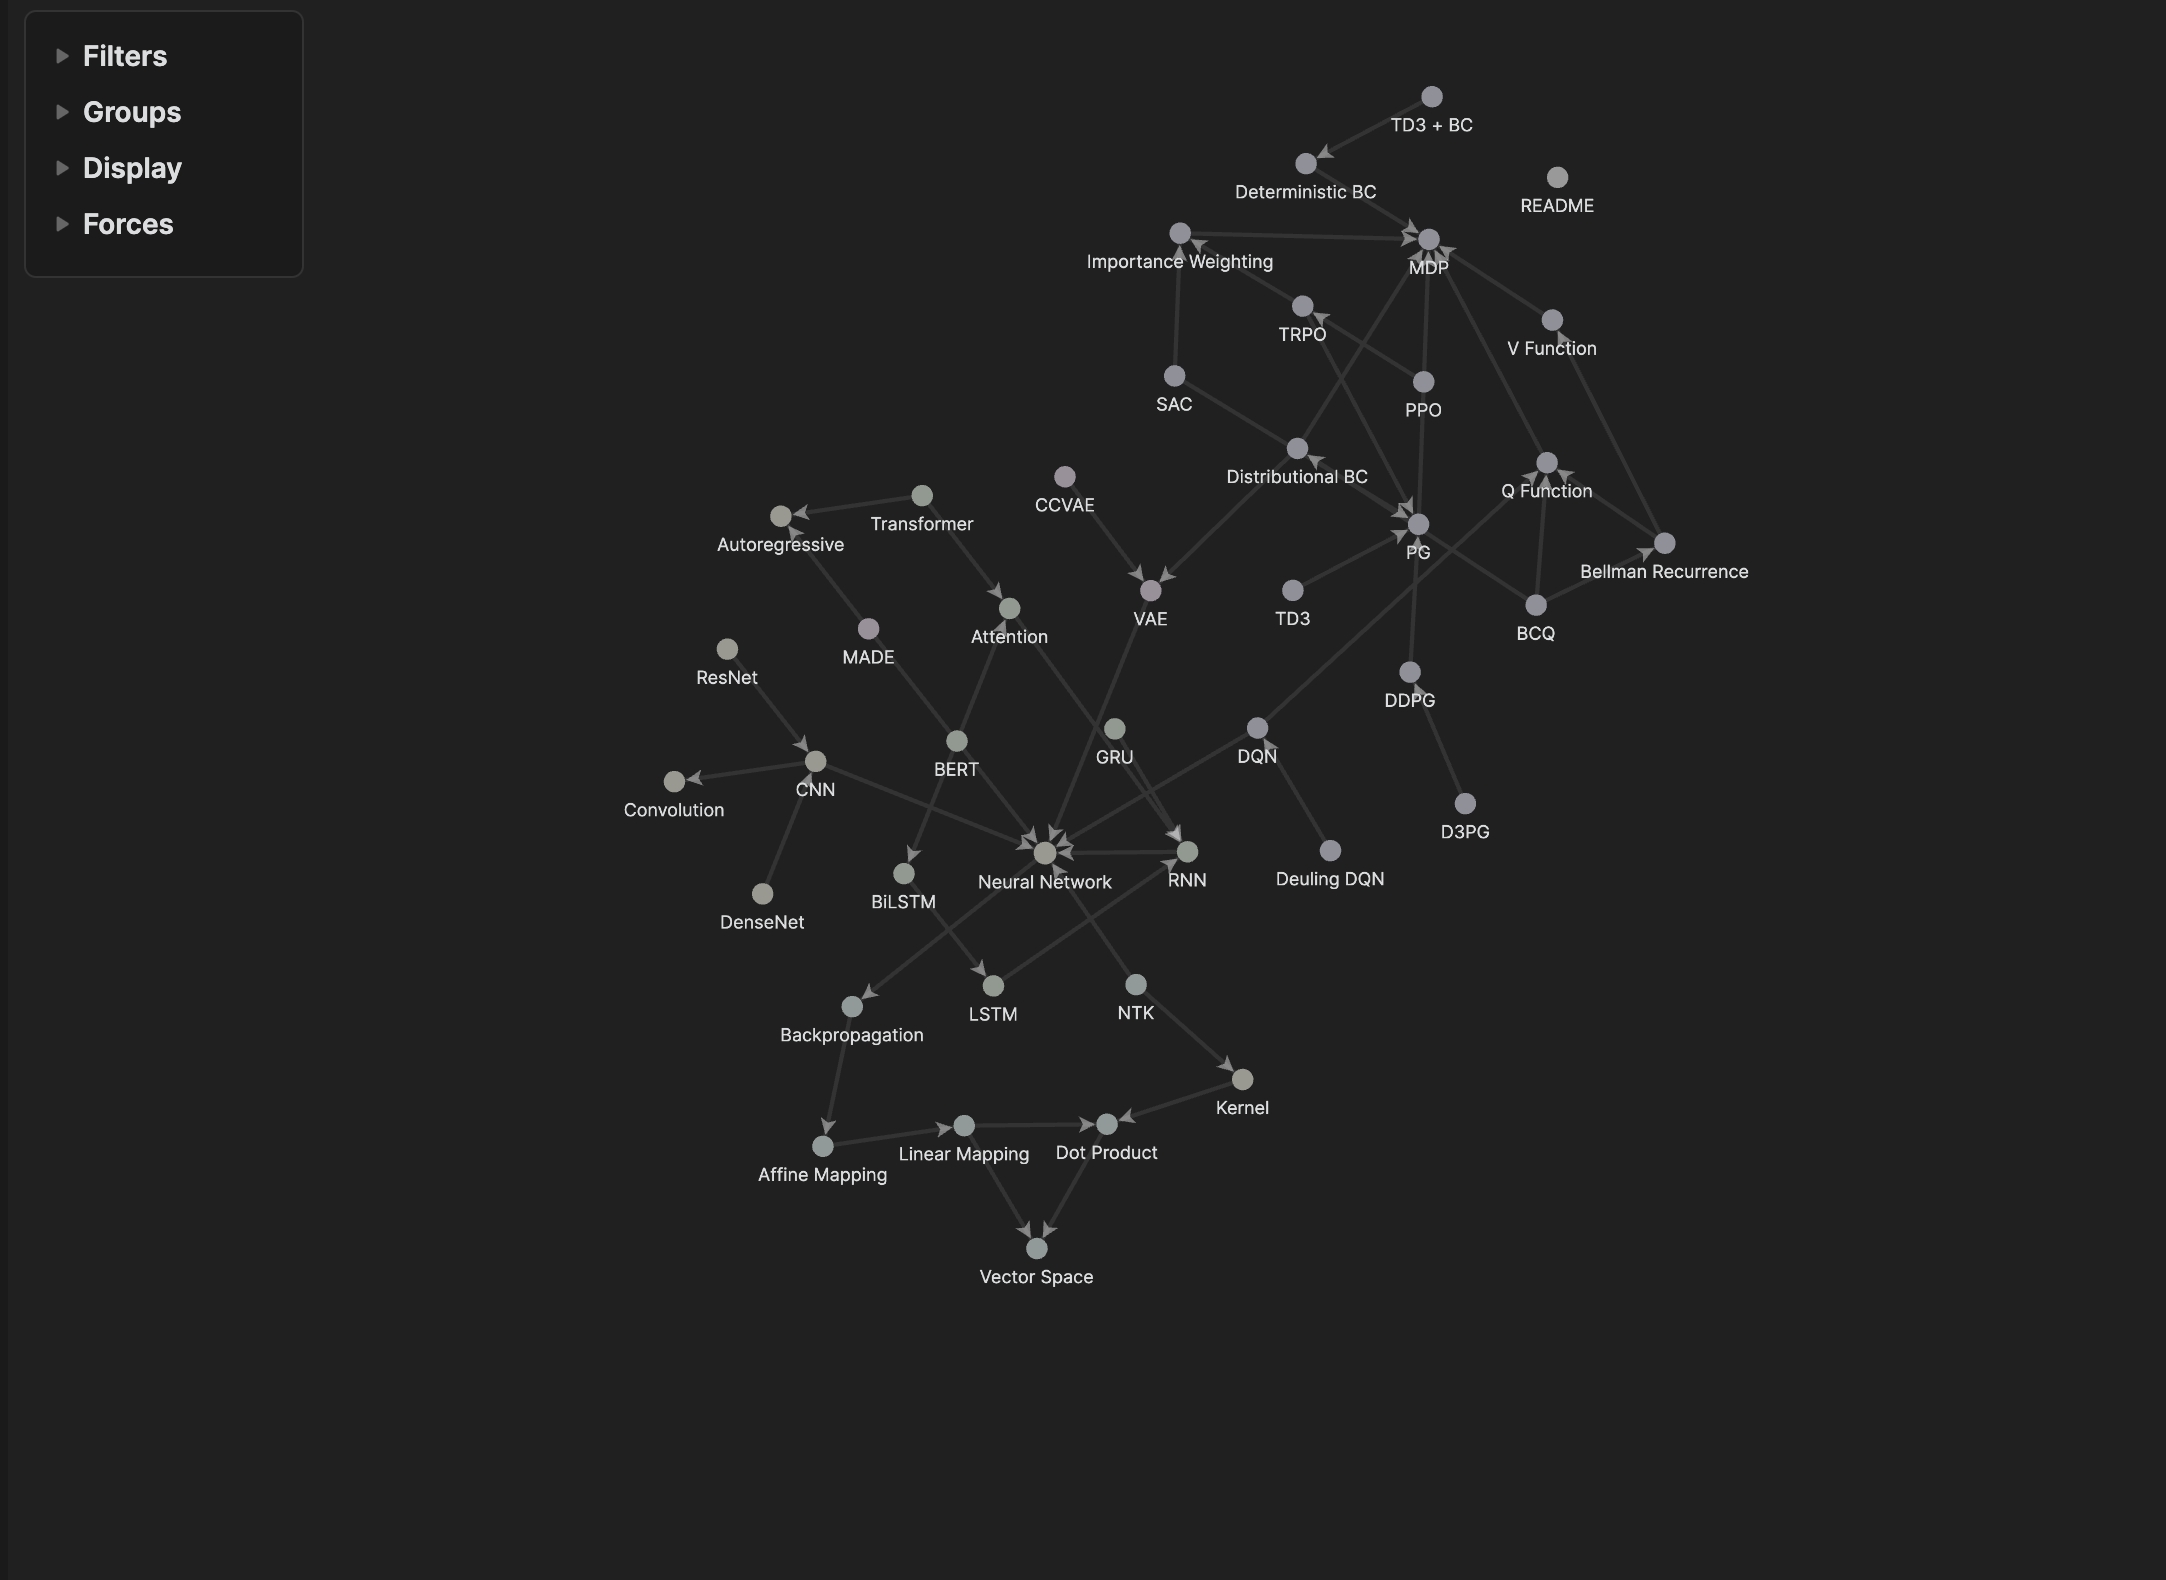 Filters
Groups
Display
Forces
TD3 + BC
Deterministic BC
README
Importance Weighting
MDP
TRPO
V Function
SAC
PPO
Distributional BC
Q Function
CCVAE
Transformer
Autoregressive
PG
Bellman Recurrence
VAE
TD3
BCQ
Attention
MADE
ResNet
DDPG
GRU
DQN
BERT
CNN
Convolution
D3PG
Neural Network
RNN
Deuling DQN
BiLSTM
DenseNet
LSTM
NTK
Backpropagation
Kernel
Linear Mapping
Dot Product
Affine Mapping
Vector Space